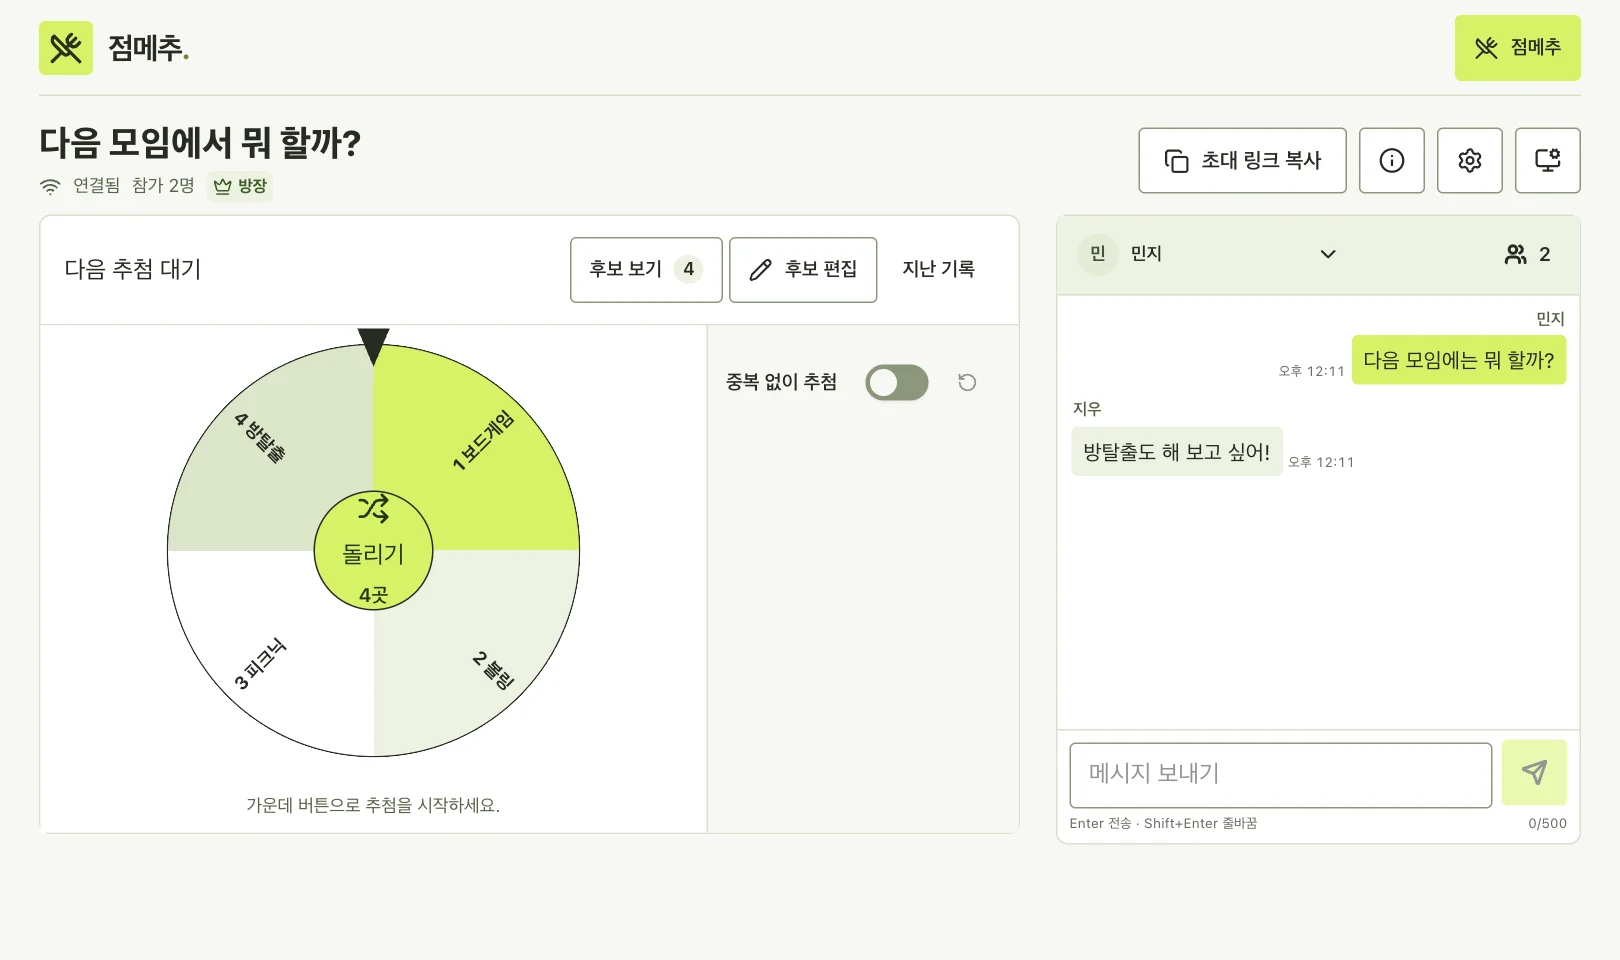 점메추.
점메추
다음 모임에서 뭐 할까?
연결됨 참가 2명 방장
초대 링크 복사
다음 추첨 대기
후보 보기 4
후보 편집
지난 기록
4 방탈출
1 보드게임
돌리기
4곳
3 피크닉
2 볼링
가운데 버튼으로 추첨을 시작하세요.
중복 없이 추첨
민 민지
2
민지
오후 12:11 다음 모임에는 뭐 할까?
지우
방탈출도 해 보고 싶어! 오후 12:11
메시지 보내기
Enter 전송 · Shift+Enter 줄바꿈
0/500